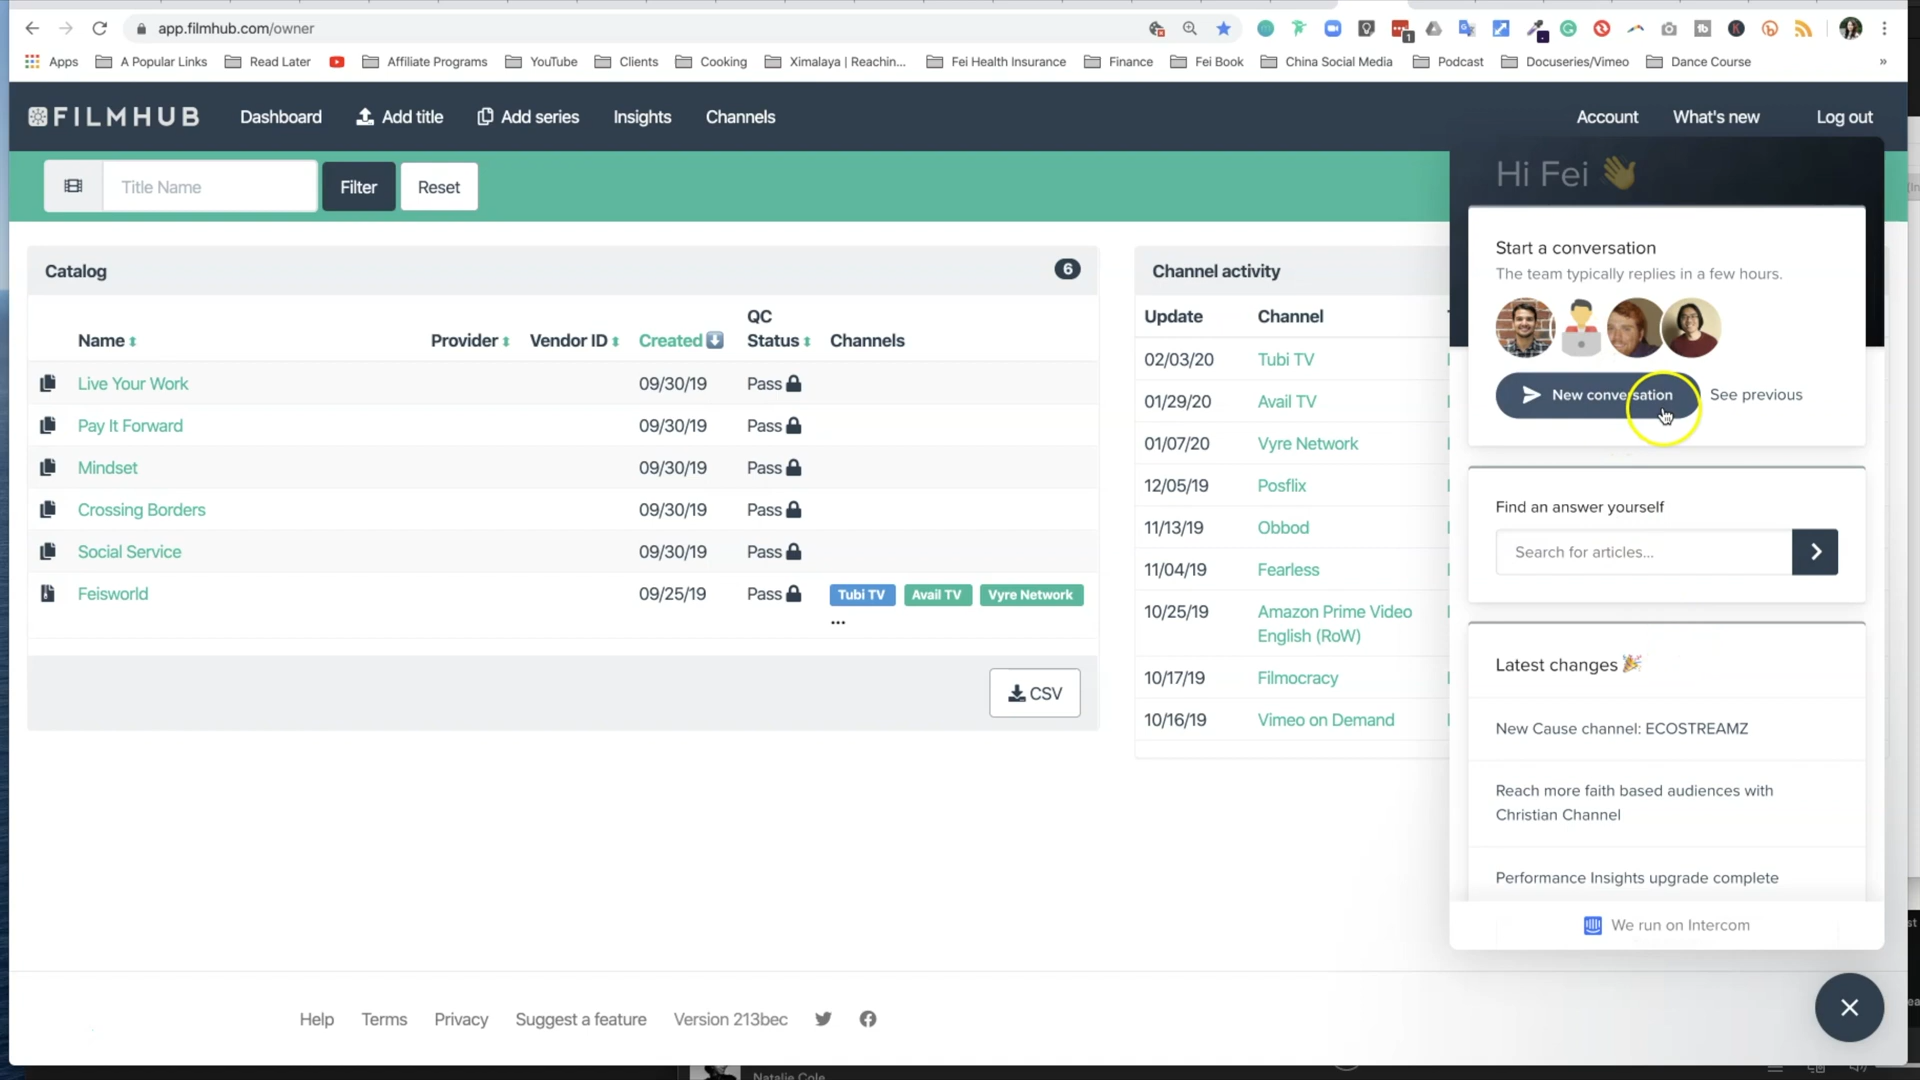 app.filmhub.com/owner
1
Apps A Popular Links Read Later Affiliate Programs YouTube Clients Cooking Ximalaya | Reachin... Fei Health Insurance Finance Fei Book China Social Media Podcast Docuseries/Vimeo Dance Course »
FILMHUB Dashboard Add title Add series Insights Channels Account What's new Log out
Title Name Filter Reset
Hi Fei 👋
Start a conversation
The team typically replies in a few hours.
New conversation See previous
Find an answer yourself
Search for articles...
Latest changes 🎉
New Cause channel: ECOSTREAMZ
Reach more faith based audiences with
Christian Channel
Performance Insights upgrade complete
We run on Intercom
Catalog 6
Name Provider Vendor ID Created QC Status Channels
Live Your Work 09/30/19 Pass
Pay It Forward 09/30/19 Pass
Mindset 09/30/19 Pass
Crossing Borders 09/30/19 Pass
Social Service 09/30/19 Pass
Feisworld 09/25/19 Pass Tubi TV Avail TV Vyre Network
...
CSV
Channel activity
Update Channel
02/03/20 Tubi TV
01/29/20 Avail TV
01/07/20 Vyre Network
12/05/19 Posflix
11/13/19 Obbod
11/04/19 Fearless
10/25/19 Amazon Prime Video
English (RoW)
10/17/19 Filmocracy
10/16/19 Vimeo on Demand
Help Terms Privacy Suggest a feature Version 213bec
Natalie Cole